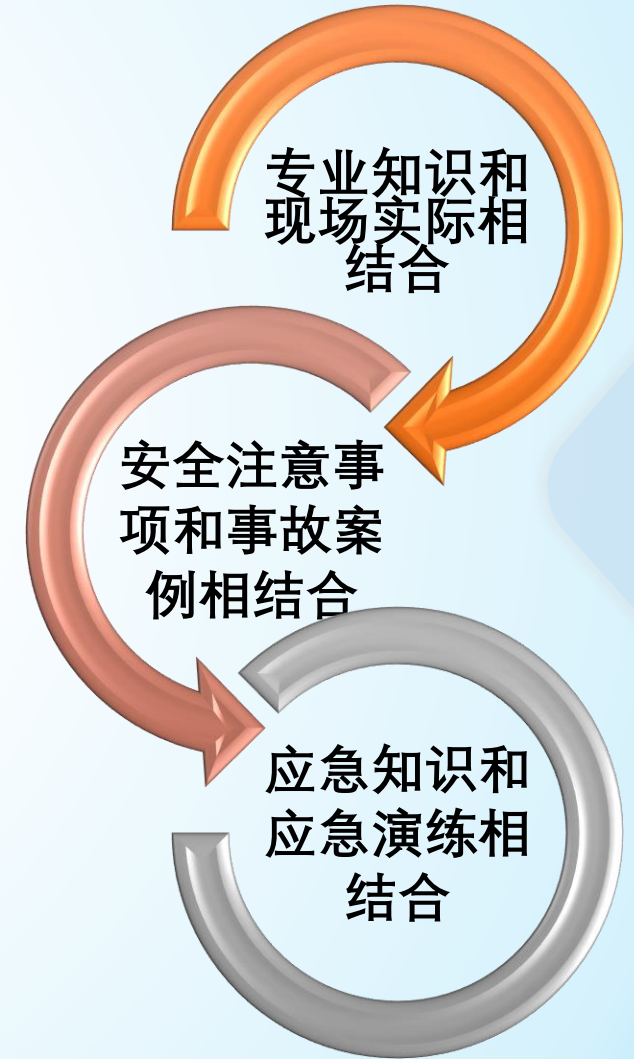 专业知识和
现场实际相
结合
安全注意事
项和事故案
例相结合
应急知识和
应急演练相
结合